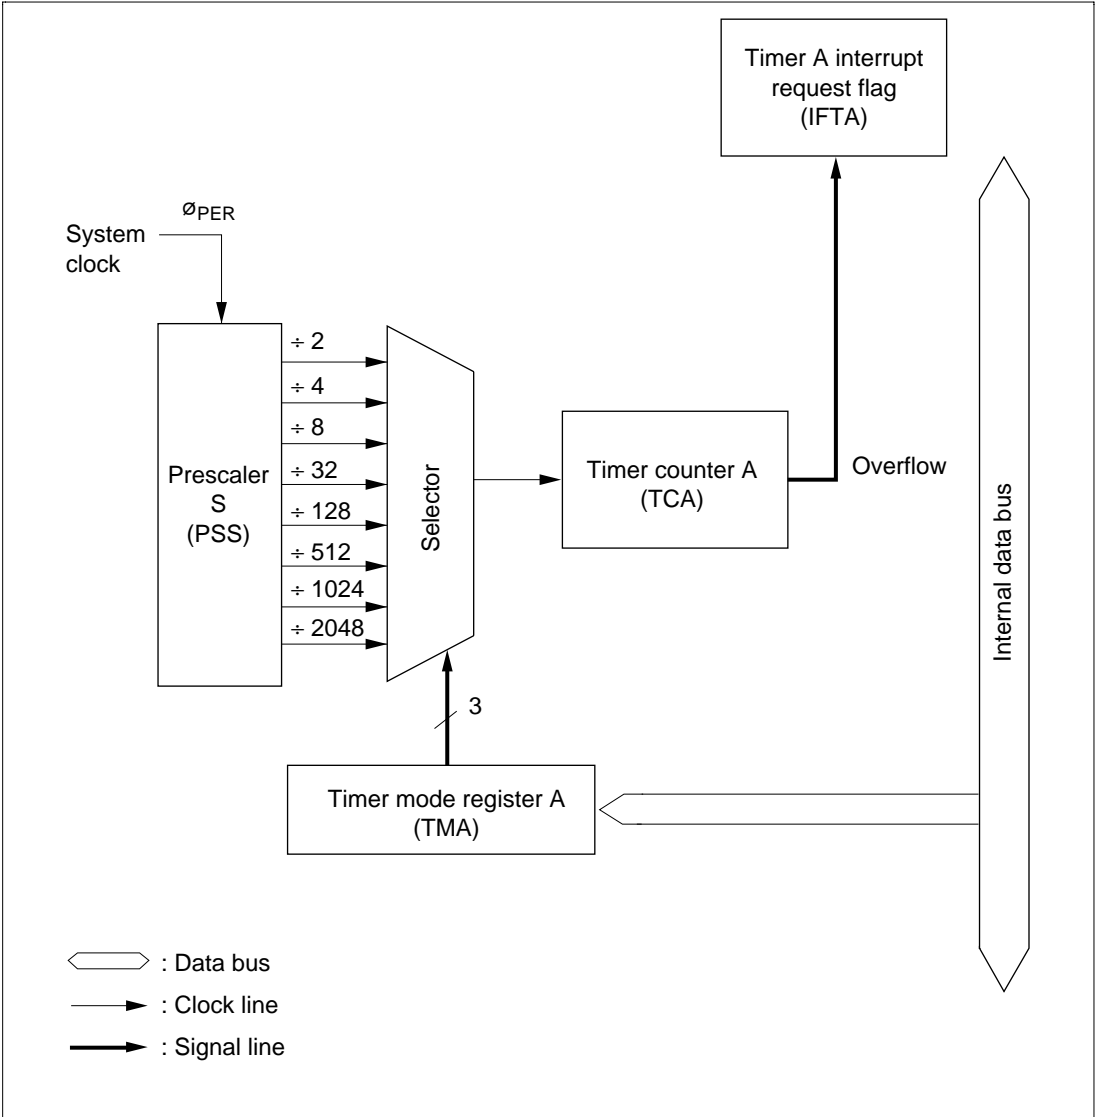 Timer A interrupt
request flag
(IFTA)
øPER
System
clock
÷ 2
÷ 4
÷ 8
÷ 32
÷ 128
÷ 512
÷ 1024
÷ 2048
Prescaler
S
(PSS)
Selector
Timer counter A
(TCA)
Overflow
Internal data bus
3
Timer mode register A
(TMA)
: Data bus
: Clock line
: Signal line